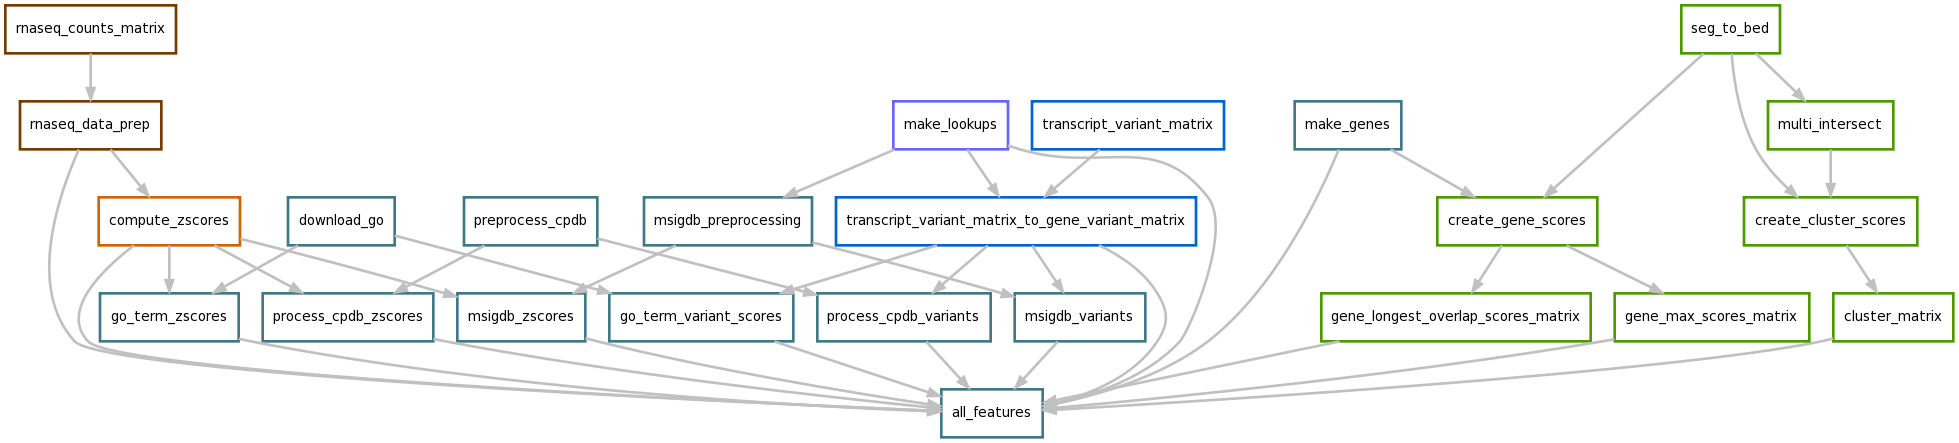 rnaseq_counts_matrix
seg_to_bed
rnaseq_data_prep
make_lookups
transcript_variant_matrix
make_genes
multi_intersect
compute_zscores
download_go
preprocess_cpdb
msigdb_preprocessing
transcript_variant_matrix_to_gene_variant_matrix
create_gene_scores
create_cluster_scores
go_term_zscores
process_cpdb_zscores
msigdb_zscores
go_term_variant_scores
process_cpdb_variants
msigdb_variants
gene_longest_overlap_scores_matrix
gene_max_scores_matrix
cluster_matrix
all_features